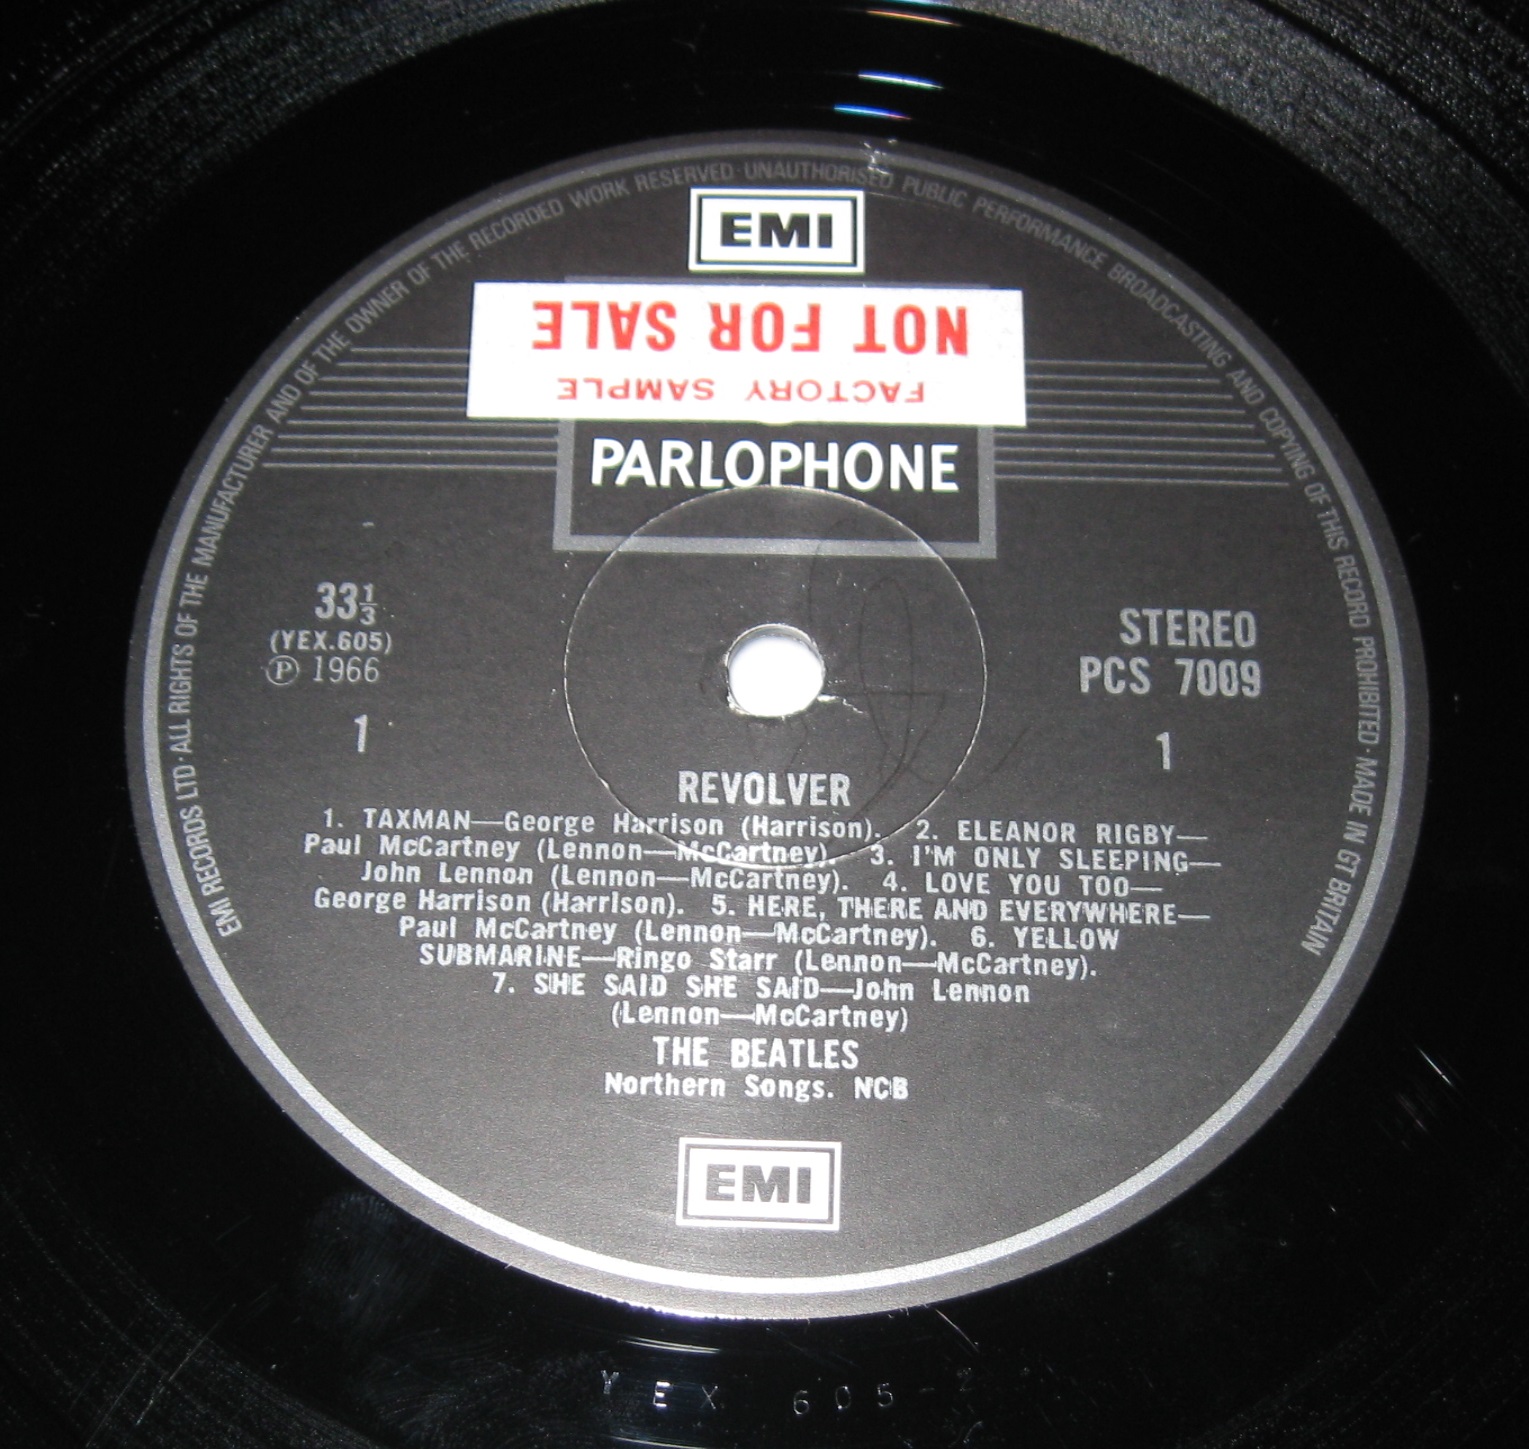 EMI RECORDS LTD · ALL RIGHTS OF THE MANUFACTURER AND OF THE OWNER OF THE RECORDED WORK RESERVED · UNAUTHORISED PUBLIC PERFORMANCE BROADCASTING AND COPYING OF THIS RECORD PROHIBITED · MADE IN GT BRITAIN
EMI
FACTORY SAMPLE
NOT FOR SALE
PARLOPHONE
33⅓
(YEX.605)
Ⓟ 1966
1
STEREO
PCS 7009
1
REVOLVER
1. TAXMAN—George Harrison (Harrison). 2. ELEANOR RIGBY—
Paul McCartney (Lennon—McCartney). 3. I'M ONLY SLEEPING—
John Lennon (Lennon—McCartney). 4. LOVE YOU TOO—
George Harrison (Harrison). 5. HERE, THERE AND EVERYWHERE—
Paul McCartney (Lennon—McCartney). 6. YELLOW
SUBMARINE—Ringo Starr (Lennon—McCartney).
7. SHE SAID SHE SAID—John Lennon
(Lennon—McCartney)
THE BEATLES
Northern Songs. NCB
EMI
YEX 605-2